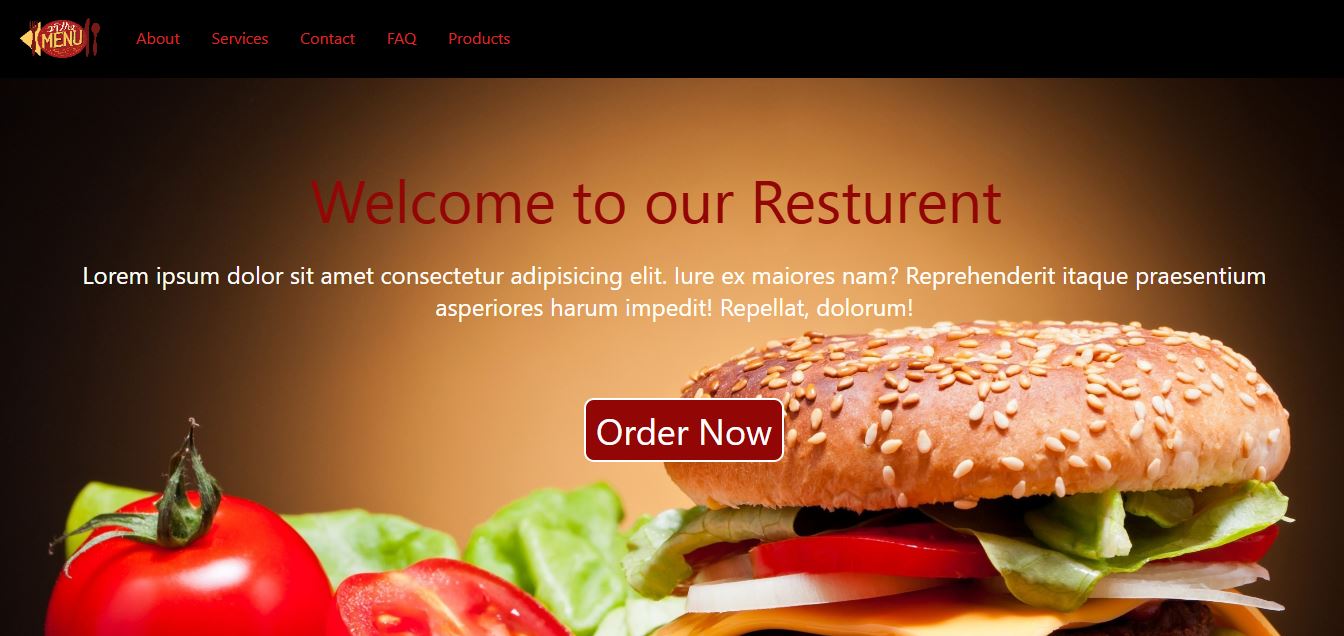 MENU
About Services Contact FAQ Products
Welcome to our Resturent
Lorem ipsum dolor sit amet consectetur adipisicing elit. Iure ex maiores nam? Reprehenderit itaque praesentium
asperiores harum impedit! Repellat, dolorum!
Order Now